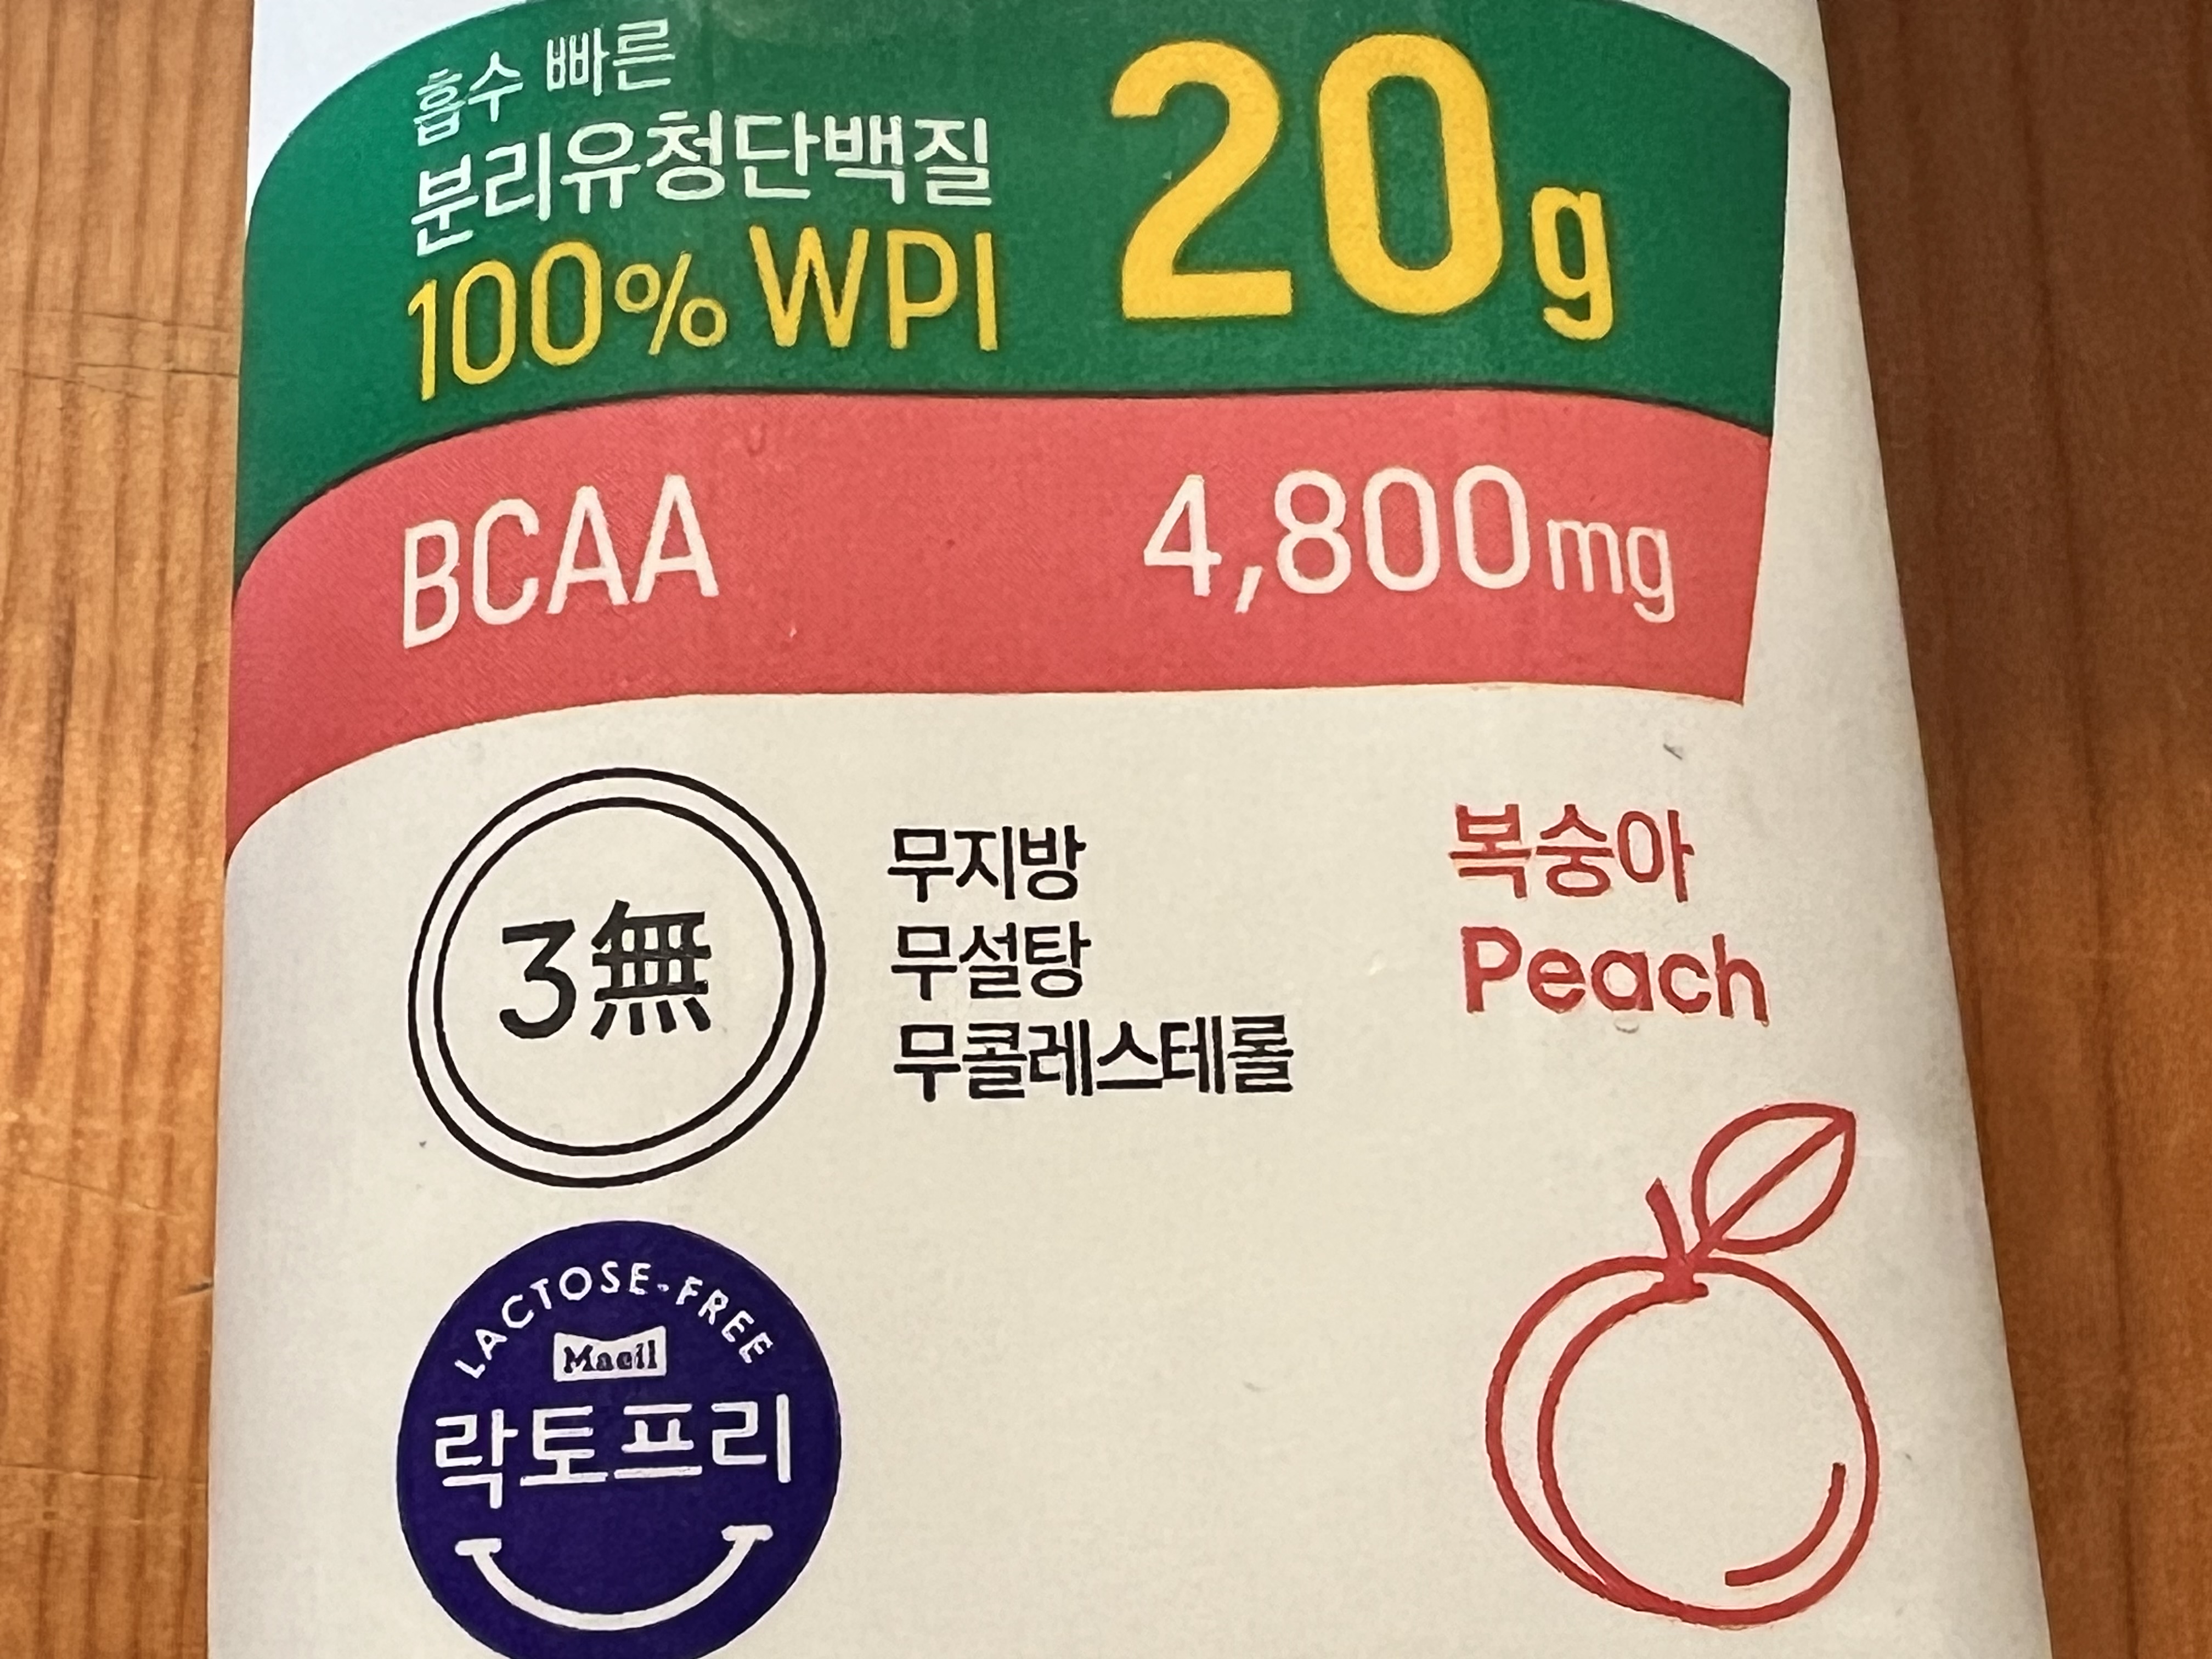 흡수 빠른
분리유청단백질
100% WPI
20g
BCAA 4,800mg
3無
무지방
무설탕
무콜레스테롤
복숭아
Peach
LACTOSE-FREE
Maeil
락토프리